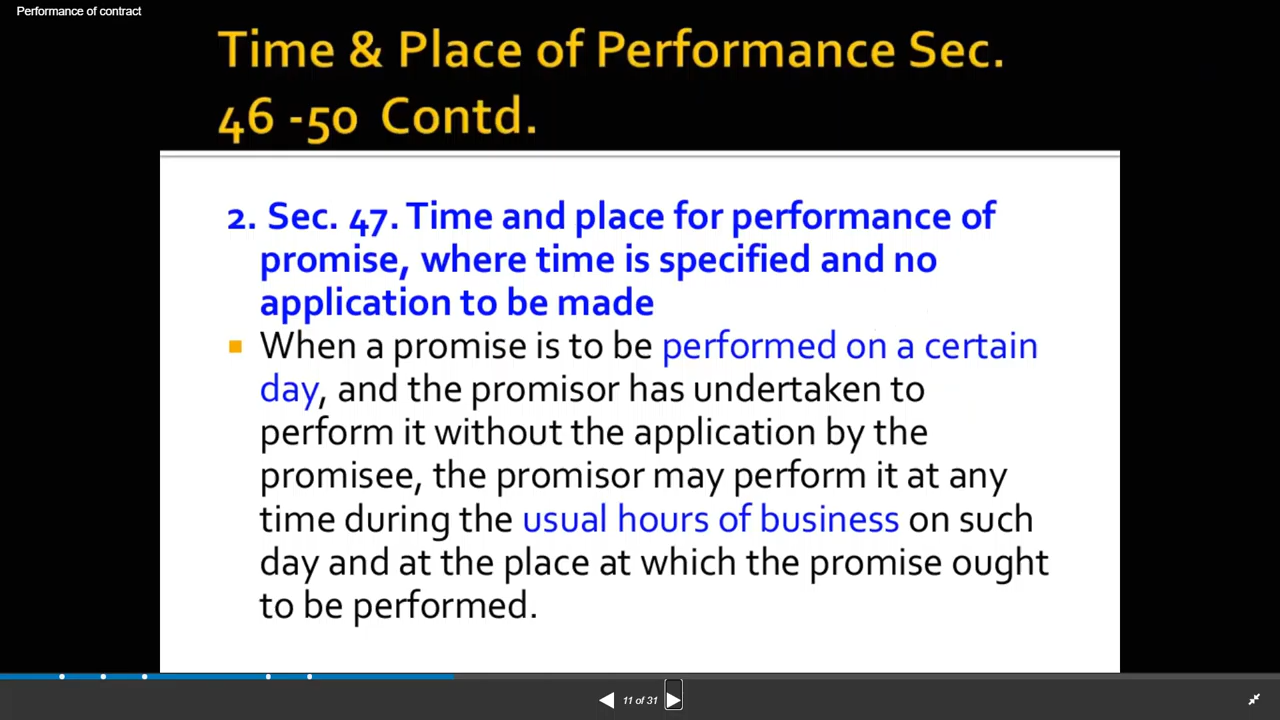 Performance of contract
Time & Place of Performance Sec.
46 -50 Contd.
2. Sec. 47. Time and place for performance of
promise, where time is specified and no
application to be made
When a promise is to be performed on a certain
day, and the promisor has undertaken to
perform it without the application by the
promisee, the promisor may perform it at any
time during the usual hours of business on such
day and at the place at which the promise ought
to be performed.
11 of 31